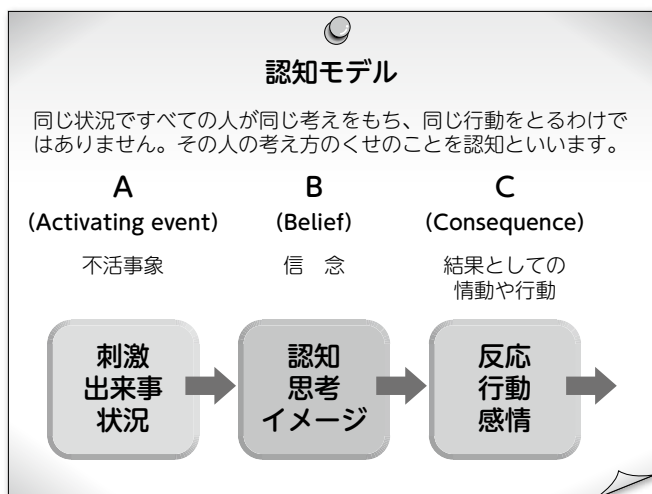 認知モデル
同じ状況ですべての人が同じ考えをもち、同じ行動をとるわけで
はありません。その人の考え方のくせのことを認知といいます。
A
B
C
(Activating event)
(Belief)
(Consequence)
不活事象
信　念
結果としての
情動や行動
刺激
出来事
状況
認知
思考
イメージ
反応
行動
感情